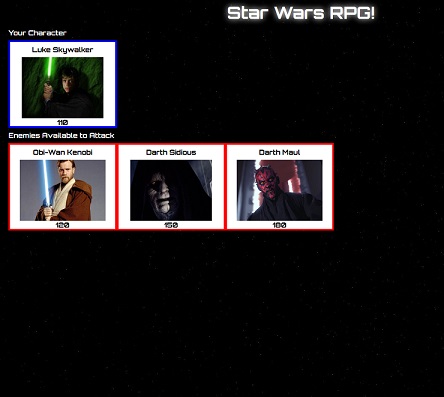 Star Wars RPG!
Your Character
Luke Skywalker
110
Enemies Available to Attack
Obi-Wan Kenobi Darth Sidious Darth Maul
120 150 180